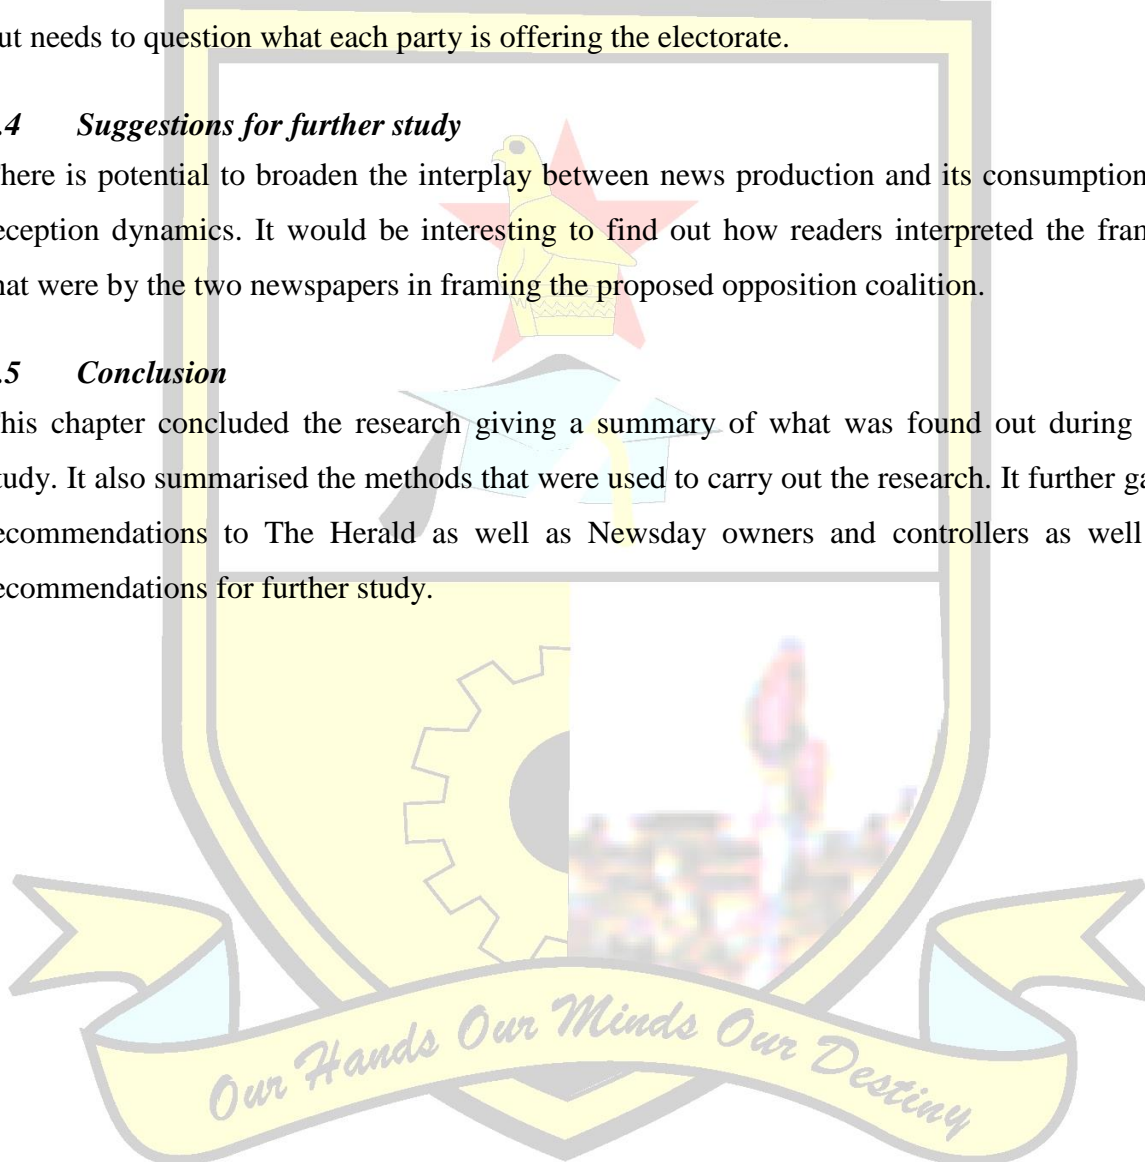 ut needs to question what each party is offering the electorate.
.4 Suggestions for further study
here is potential to broaden the interplay between news production and its consumption
eception dynamics. It would be interesting to find out how readers interpreted the fram
hat were by the two newspapers in framing the proposed opposition coalition.
.5 Conclusion
his chapter concluded the research giving a summary of what was found out during
tudy. It also summarised the methods that were used to carry out the research. It further ga
ecommendations to The Herald as well as Newsday owners and controllers as well
ecommendations for further study.
Our Hands Our Minds Our Destiny